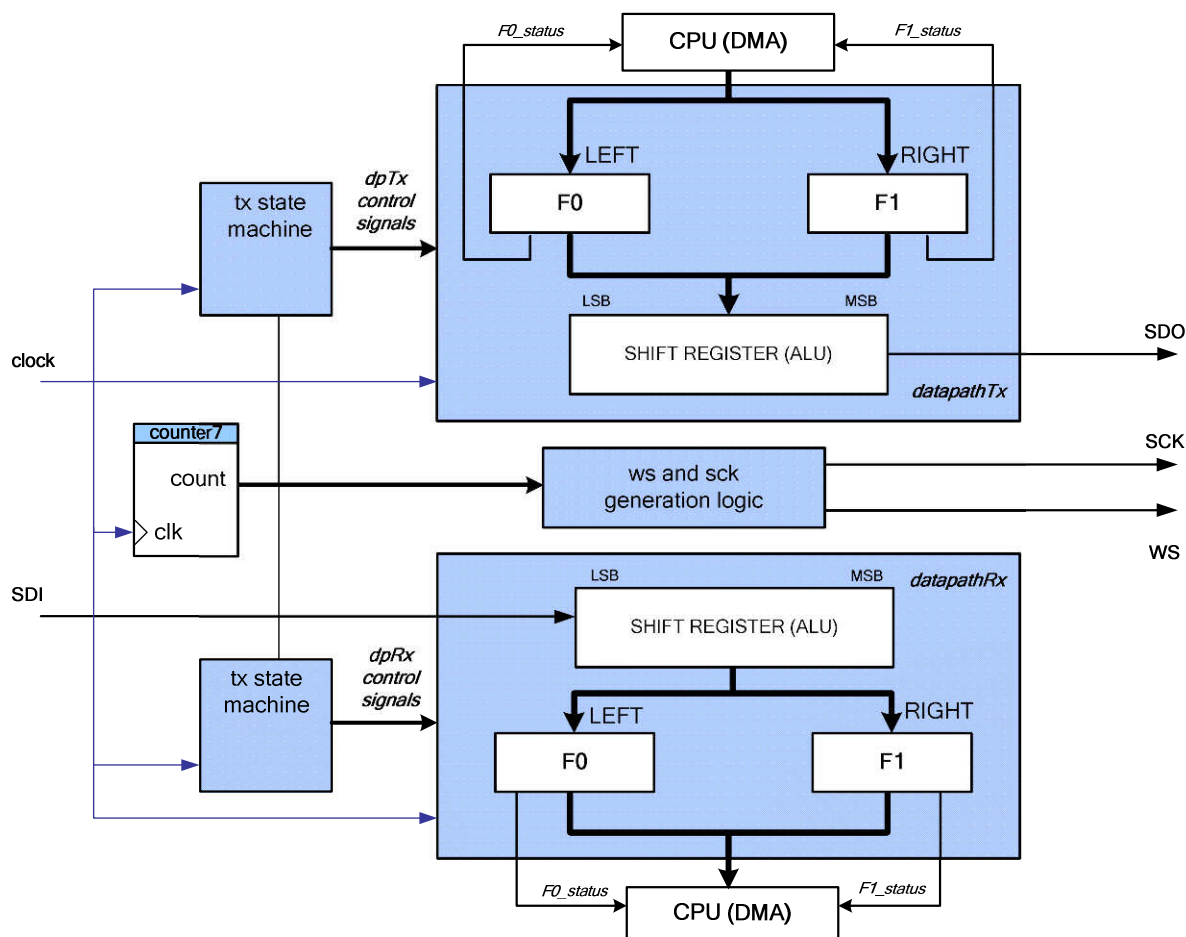 F0_status
CPU (DMA)
F1_status
LEFT
RIGHT
dpTx
control
signals
tx state
machine
F0
F1
LSB
MSB
SHIFT REGISTER (ALU)
SDO
clock
datapathTx
counter7
count
clk
ws and sck
generation logic
SCK
WS
SDI
LSB
MSB
datapathRx
SHIFT REGISTER (ALU)
dpRx
control
signals
tx state
machine
LEFT
RIGHT
F0
F1
F0_status
F1_status
CPU (DMA)